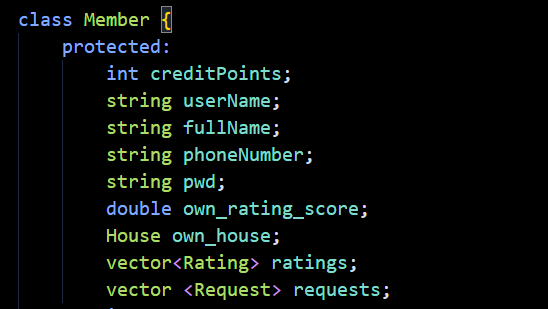 class Member {
protected:
int creditPoints;
string userName;
string fullName;
string phoneNumber;
string pwd;
double own_rating_score;
House own_house;
vector<Rating> ratings;
vector <Request> requests;